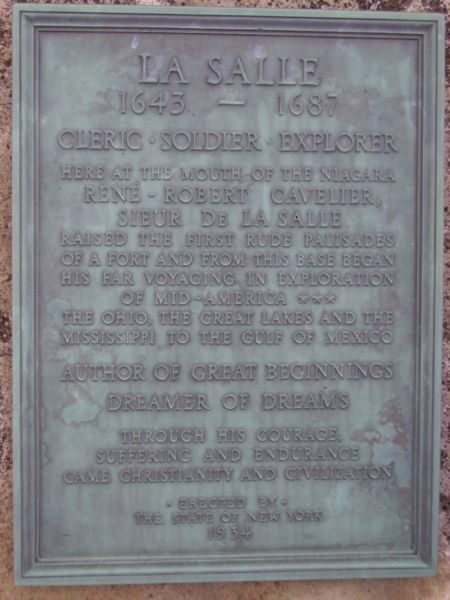 LA SALLE
1643 — 1687
CLERIC · SOLDIER · EXPLORER
HERE AT THE MOUTH OF THE NIAGARA
RENÉ · ROBERT CAVELIER,
SIEUR DE LA SALLE
RAISED THE FIRST RUDE PALISADES
OF A FORT AND FROM THIS BASE BEGAN
HIS FAR VOYAGING IN EXPLORATION
OF MID-AMERICA ★★★
THE OHIO, THE GREAT LAKES AND THE
MISSISSIPPI TO THE GULF OF MEXICO
AUTHOR OF GREAT BEGINNINGS
DREAMER OF DREAMS
THROUGH HIS COURAGE,
SUFFERING AND ENDURANCE
CAME CHRISTIANITY AND CIVILIZATION
· ERECTED BY ·
THE STATE OF NEW YORK
1934